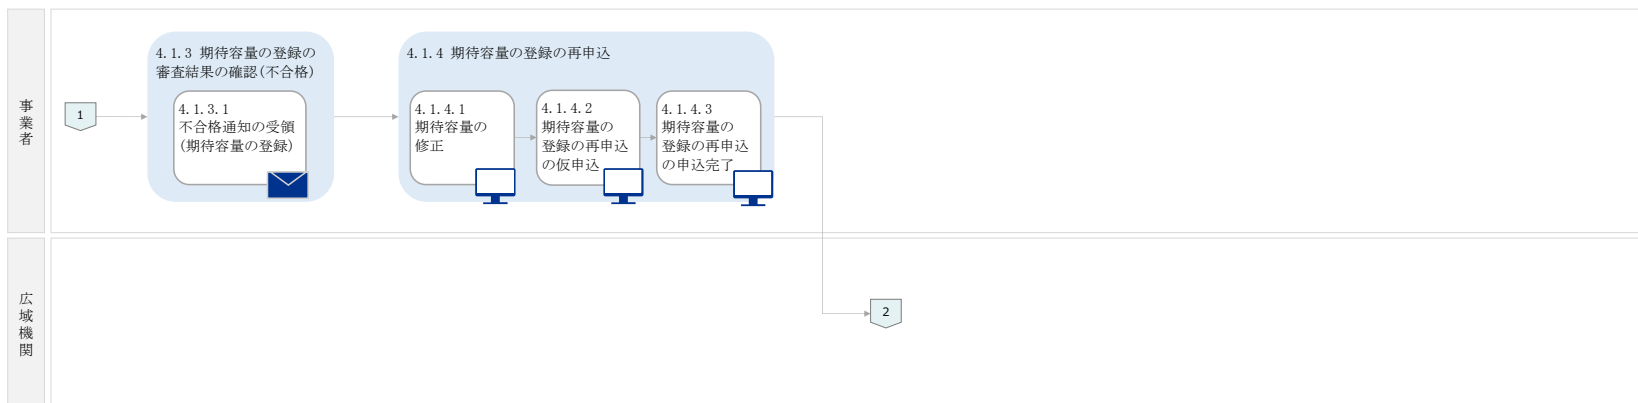 事業者
1
4.1.3 期待容量の登録の
審査結果の確認(不合格)
4.1.3.1
不合格通知の受領
(期待容量の登録)
4.1.4 期待容量の登録の再申込
4.1.4.1
期待容量の
修正
4.1.4.2
期待容量の
登録の再申込
の仮申込
4.1.4.3
期待容量の
登録の再申込
の申込完了
広域機関
2